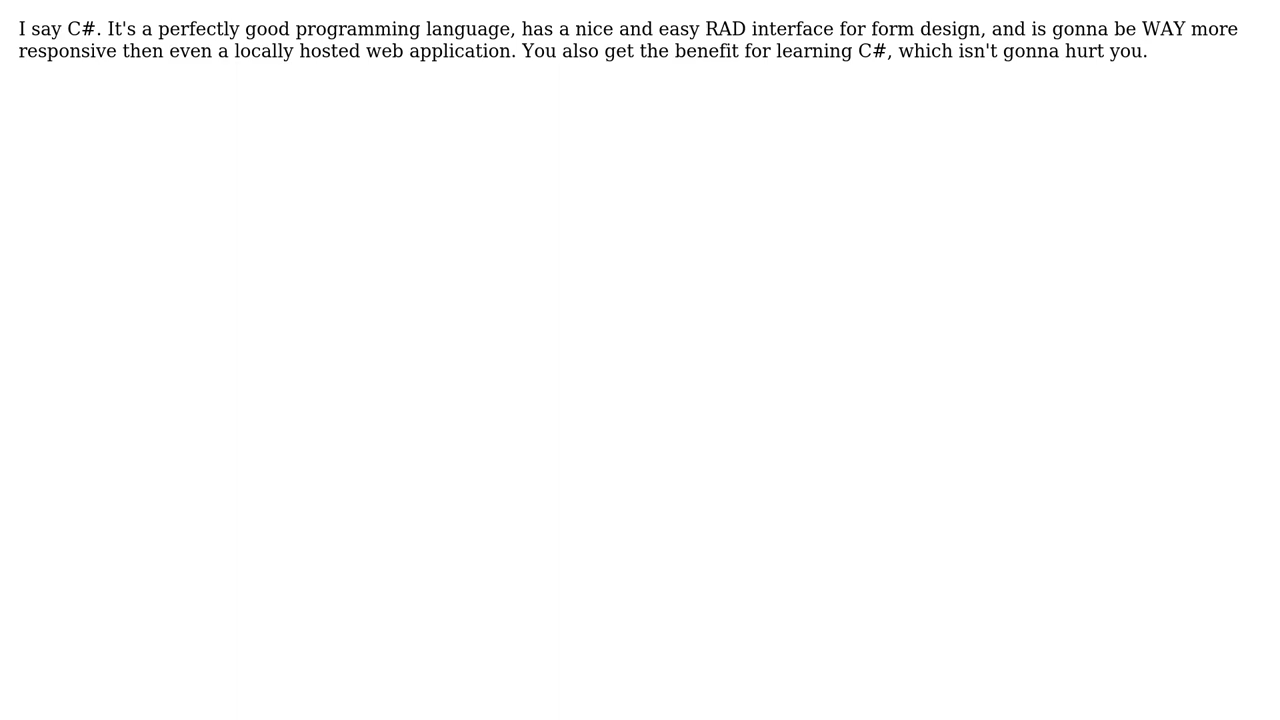 I say C#. It's a perfectly good programming language, has a nice and easy RAD interface for form design, and is gonna be WAY more
responsive then even a locally hosted web application. You also get the benefit for learning C#, which isn't gonna hurt you.